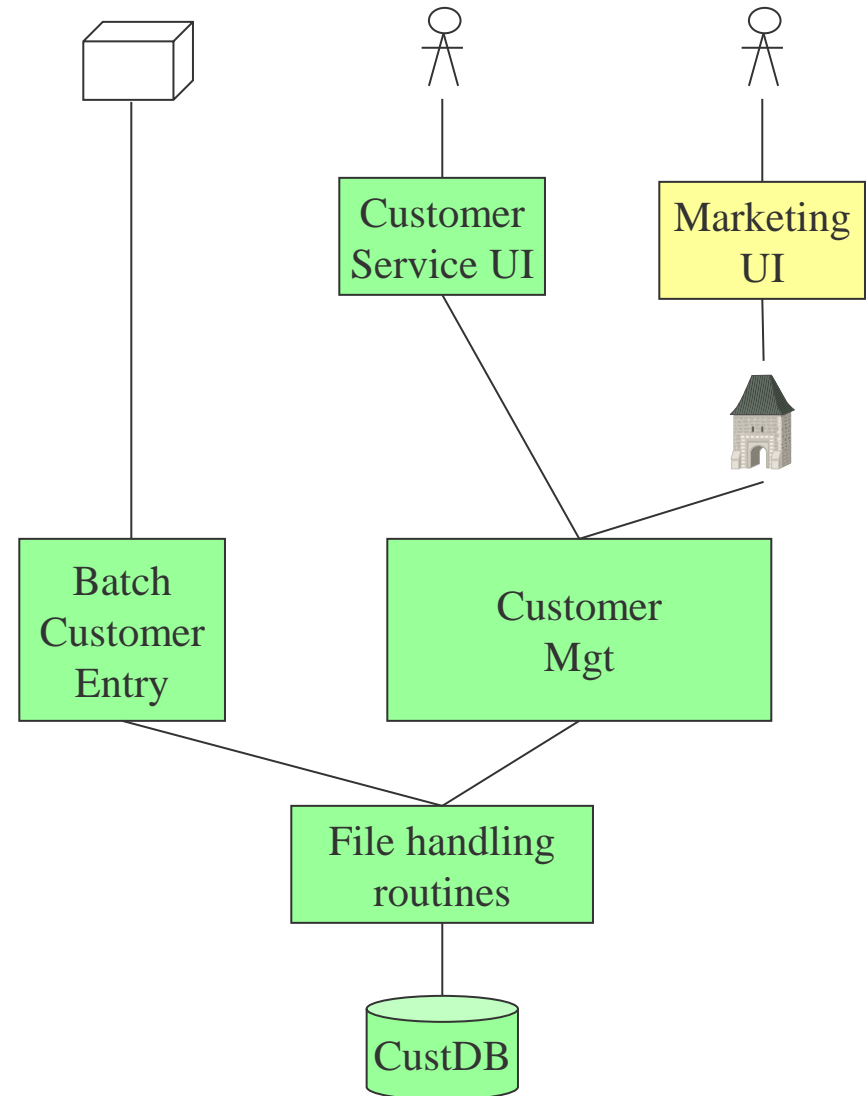 Customer
Service UI
Marketing
UI
Batch
Customer
Entry
Customer
Mgt
File handling
routines
CustDB